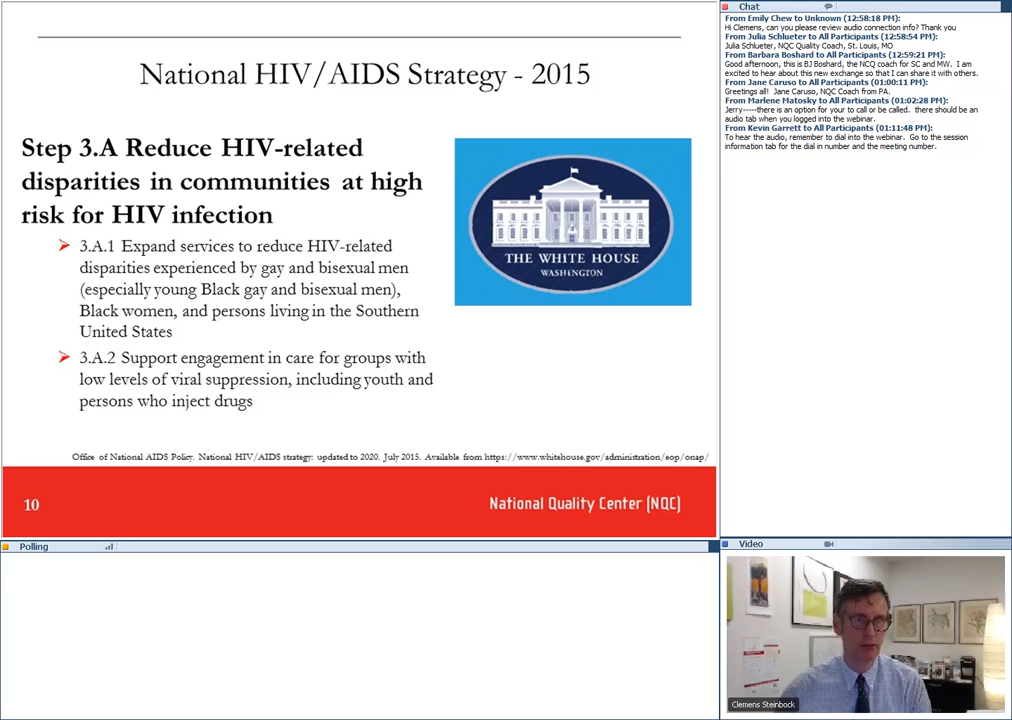 National HIV/AIDS Strategy - 2015
Step 3.A Reduce HIV-related
disparities in communities at high
risk for HIV infection
3.A.1 Expand services to reduce HIV-related
disparities experienced by gay and bisexual men
(especially young Black gay and bisexual men),
Black women, and persons living in the Southern
United States
3.A.2 Support engagement in care for groups with
low levels of viral suppression, including youth and
persons who inject drugs
THE WHITE HOUSE
WASHINGTON
Office of National AIDS Policy. National HIV/AIDS strategy: updated to 2020. July 2015. Available from https://www.whitehouse.gov/administration/eop/onap/
10
National Quality Center (NQC)
Polling
Chat
From Emily Chew to Unknown (12:58:18 PM):
Hi Clemens, can you please review audio connection info? Thank you
From Julia Schlueter to All Participants (12:58:54 PM):
Julia Schlueter, NQC Quality Coach, St. Louis, MO
From Barbara Boshard to All Participants (12:59:21 PM):
Good afternoon, this is BJ Boshard, the NCQ coach for SC and MW. I am
excited to hear about this new exchange so that I can share it with others.
From Jane Caruso to All Participants (01:00:11 PM):
Greetings all! Jane Caruso, NQC Coach from PA.
From Marlene Matosky to All Participants (01:02:28 PM):
Jerry-----there is an option for your to call or be called. there should be an
audio tab when you logged into the webinar.
From Kevin Garrett to All Participants (01:11:48 PM):
To hear the audio, remember to dial into the webinar. Go to the session
information tab for the dial in number and the meeting number.
Video
Clemens Steinbock